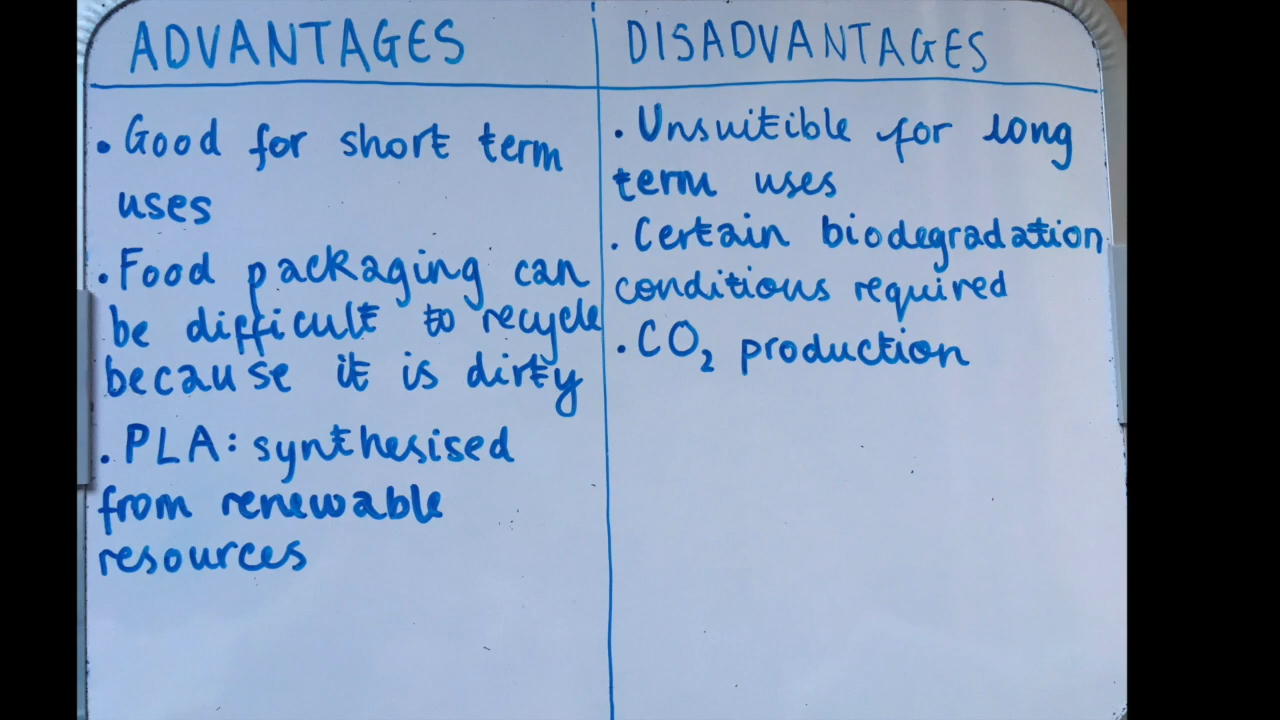 ADVANTAGES
• Good for short term
uses
• Food packaging can
be difficult to recycle
because it is dirty
• PLA: synthesised
from renewable
resources
DISADVANTAGES
• Unsuitible for long
term uses
• Certain biodegradation
conditions required
• CO₂ production